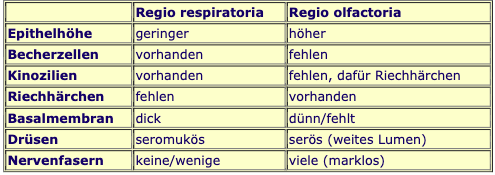 Regio respiratoria Regio olfactoria
Epithelhöhe geringer höher
Becherzellen vorhanden fehlen
Kinozilien vorhanden fehlen, dafür Riechhärchen
Riechhärchen fehlen vorhanden
Basalmembran dick dünn/fehlt
Drüsen seromukös serös (weites Lumen)
Nervenfasern keine/wenige viele (marklos)